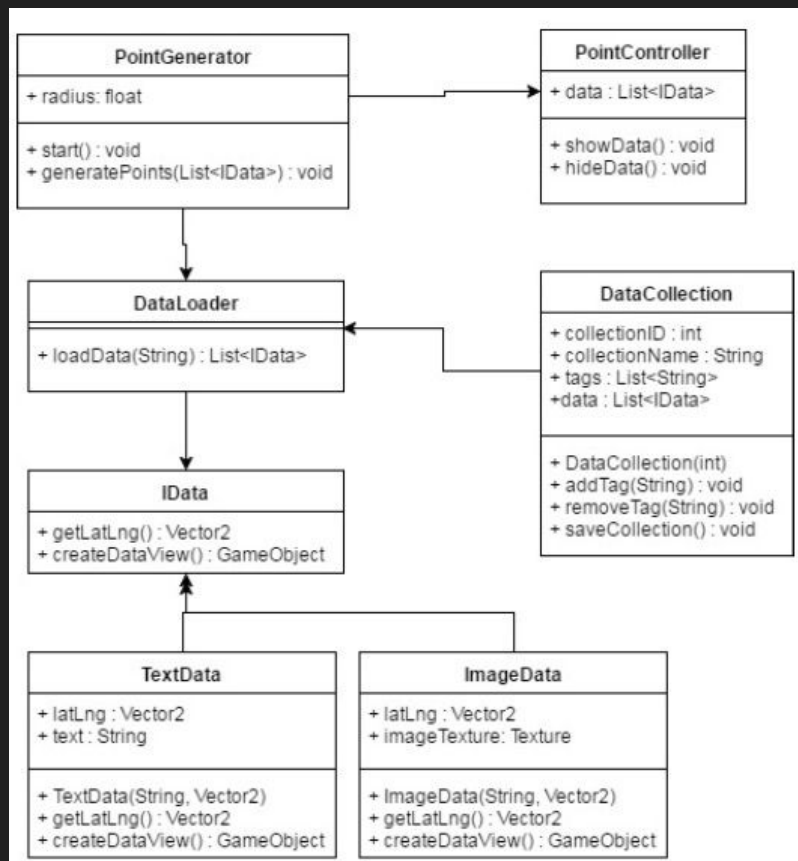 PointGenerator
+ radius: float
+ start() : void
+ generatePoints(List<IData>) : void
PointController
+ data : List<IData>
+ showData() : void
+ hideData() : void
DataLoader
+ loadData(String) : List<IData>
DataCollection
+ collectionID : int
+ collectionName : String
+ tags : List<String>
+data : List<IData>
+ DataCollection(int)
+ addTag(String) : void
+ removeTag(String) : void
+ saveCollection() : void
IData
+ getLatLng() : Vector2
+ createDataView() : GameObject
TextData
+ latLng : Vector2
+ text : String
+ TextData(String, Vector2)
+ getLatLng() : Vector2
+ createDataView() : GameObject
ImageData
+ latLng : Vector2
+ imageTexture: Texture
+ ImageData(String, Vector2)
+ getLatLng() : Vector2
+ createDataView() : GameObject